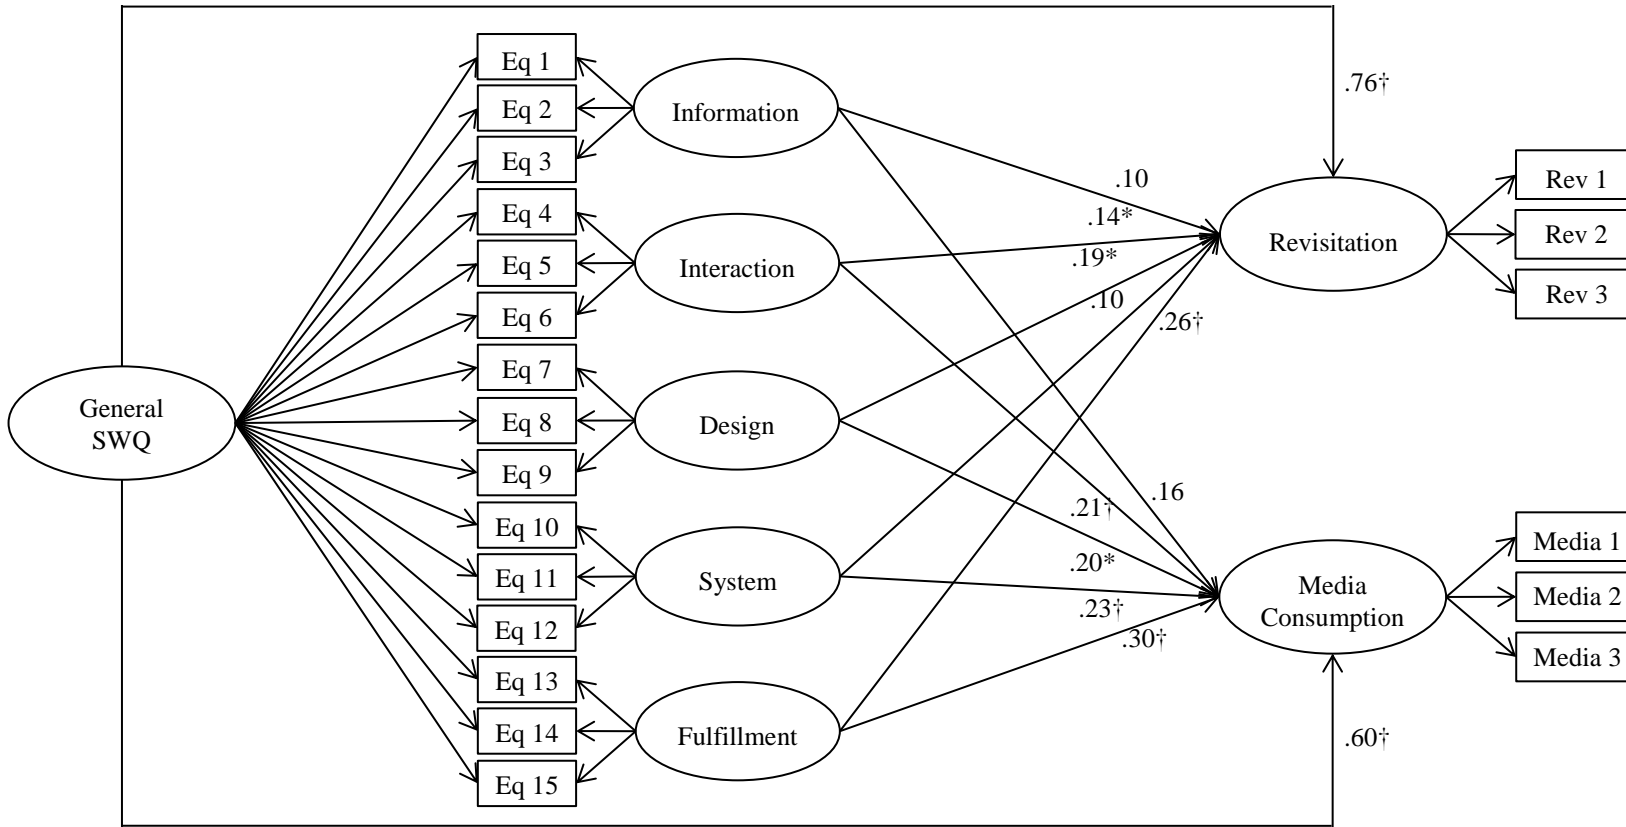 General
SWQ
Eq 1
Eq 2
Eq 3
Eq 4
Eq 5
Eq 6
Eq 7
Eq 8
Eq 9
Eq 10
Eq 11
Eq 12
Eq 13
Eq 14
Eq 15
Information
Interaction
Design
System
Fulfillment
.76†
.10
.14*
.19*
.10
.26†
.16
.21†
.20*
.23†
.30†
.60†
Revisitation
Media
Consumption
Rev 1
Rev 2
Rev 3
Media 1
Media 2
Media 3